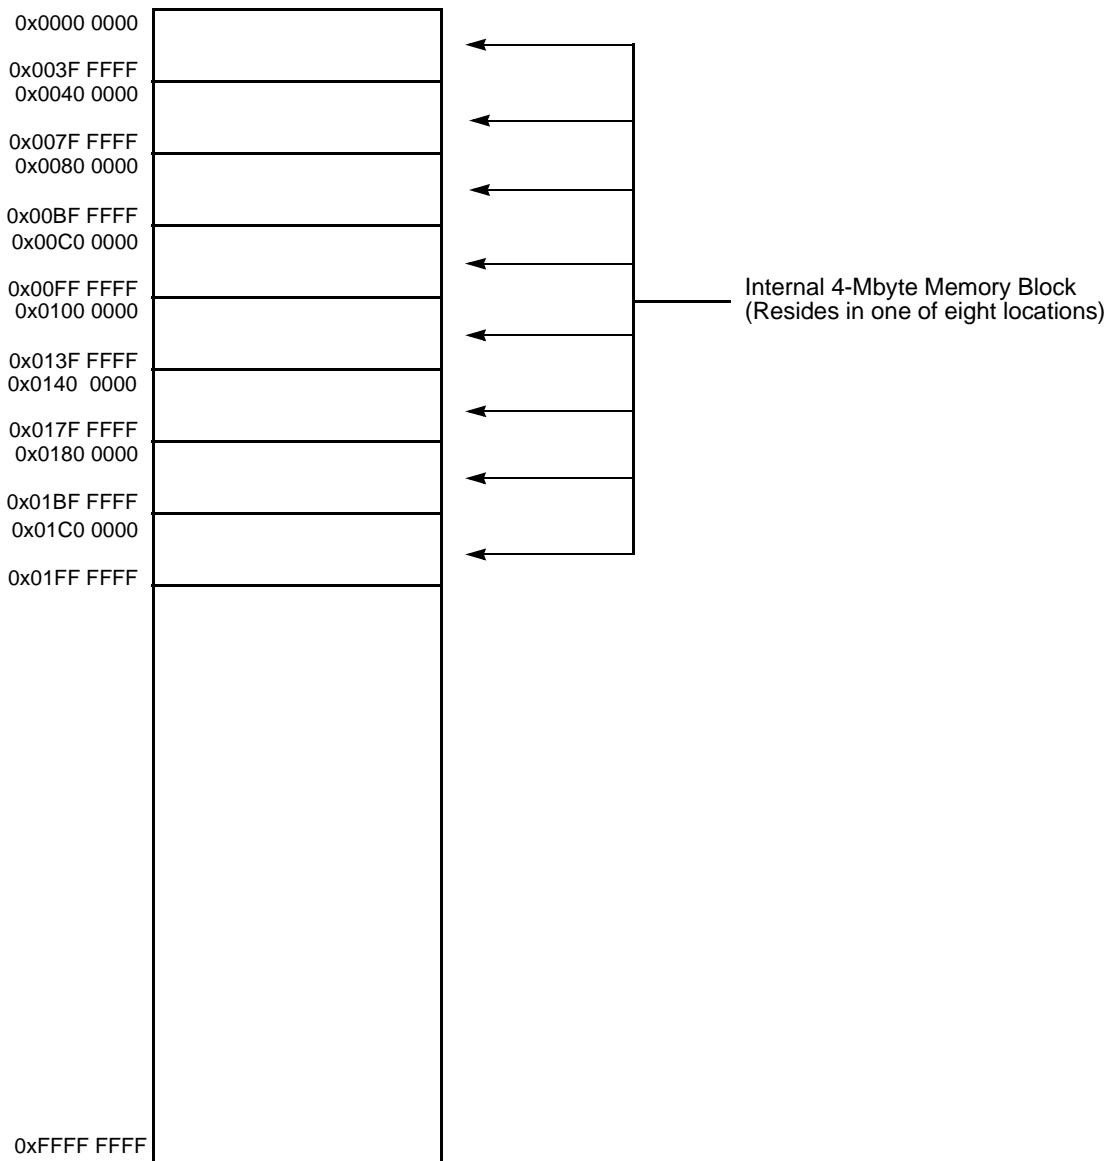 0x0000 0000
0x003F FFFF
0x0040 0000
0x007F FFFF
0x0080 0000
0x00BF FFFF
0x00C0 0000
0x00FF FFFF
0x0100 0000
0x013F FFFF
0x0140 0000
0x017F FFFF
0x0180 0000
0x01BF FFFF
0x01C0 0000
0x01FF FFFF
0xFFFF FFFF
Internal 4-Mbyte Memory Block
(Resides in one of eight locations)